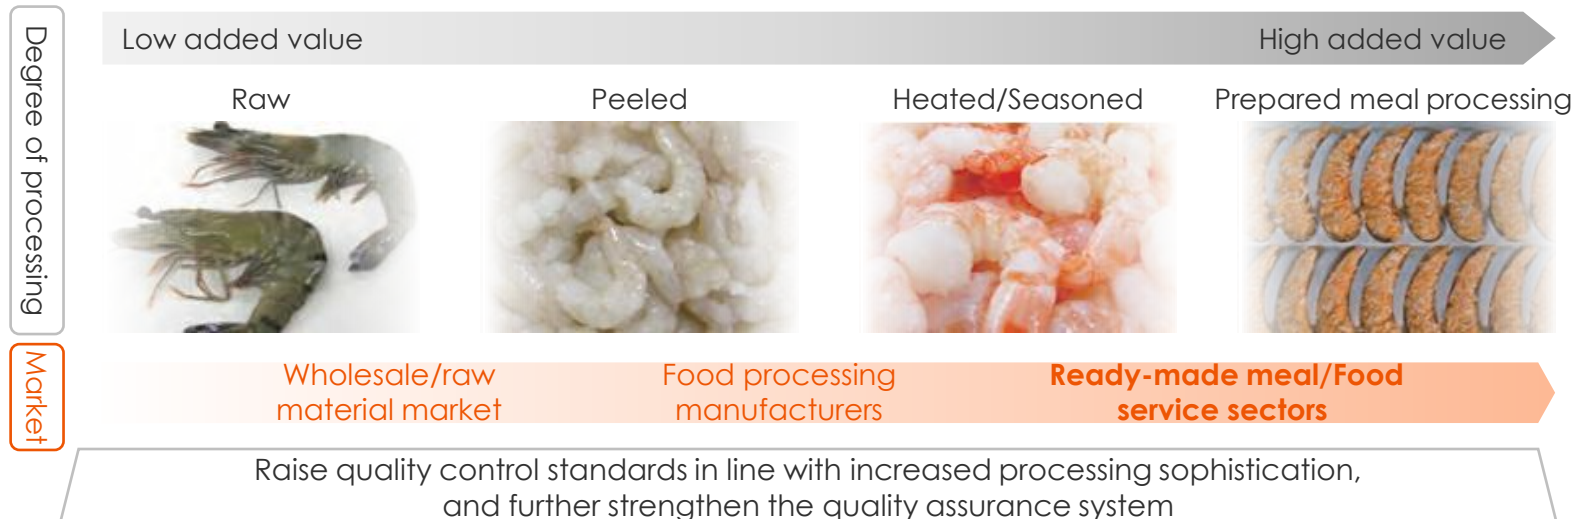 Degree of processing
Low added value
High added value
Raw
Peeled
Heated/Seasoned
Prepared meal processing
Market
Wholesale/raw
material market
Food processing
manufacturers
Ready-made meal/Food
service sectors
Raise quality control standards in line with increased processing sophistication,
and further strengthen the quality assurance system